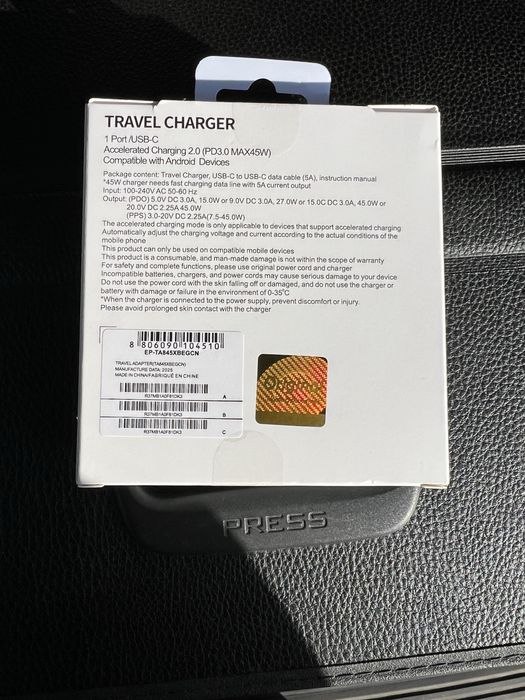 TRAVEL CHARGER
1 Port /USB-C
Accelerated Charging 2.0 (PD3.0 MAX45W)
Compatible with Android Devices
Package content: Travel Charger, USB-C to USB-C data cable (5A), instruction manual
*45W charger needs fast charging data line with 5A current output
Input: 100-240V AC 50-60 Hz
Output: (PDO) 5.0V DC 3.0A, 15.0W or 9.0V DC 3.0A, 27.0W or 15.0C DC 3.0A, 45.0W or
20.0V DC 2.25A 45.0W
(PPS) 3.0-20V DC 2.25A(7.5-45.0W)
The accelerated charging mode is only applicable to devices that support accelerated charging
Automatically adjust the charging voltage and current according to the actual conditions of the
mobile phone
This product can only be used on compatible mobile devices
This product is a consumable, and man-made damage is not within the scope of warranty
For safety and complete functions, please use original power cord and charger
Incompatible batteries, chargers, and power cords may cause serious damage to your device
Do not use the power cord with the skin falling off or damaged, and do not use the charger or
battery with damage or failure in the environment of 0-35°C
*When the charger is connected to the power supply, prevent discomfort or injury.
Please avoid prolonged skin contact with the charger
8 806090 104510
EP-TA845XBEGCN
TRAVEL ADAPTER(TA845XBEGCN)
MANUFACTURE DATA: 2025
MADE IN CHINA/FABRIQUÉ EN CHINE
R37MB1A0F81DK3 A
R37MB1A0F81DK3 B
R37MB1A0F81DK3 C
Original
PRESS